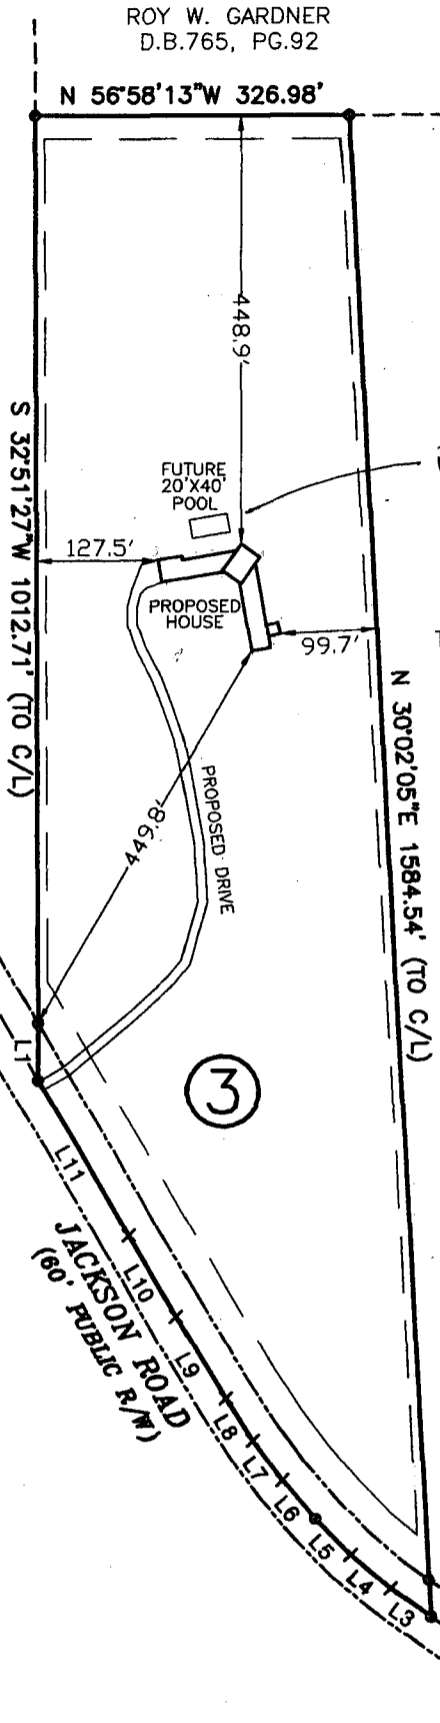 ROY W. GARDNER
D.B.765, PG.92
N 56°58'13"W 326.98'
448.9'
S 32°51'27"W 1012.71' (TO C/L)
FUTURE
20'X40'
POOL
127.5'
PROPOSED
HOUSE
99.7'
N 30°02'05"E 1584.54' (TO C/L)
PROPOSED DRIVE
449.8'
L1
3
L11
JACKSON ROAD
(60' PUBLIC R/W)
L10
L9
L8
L7
L6
L5
L4
L3